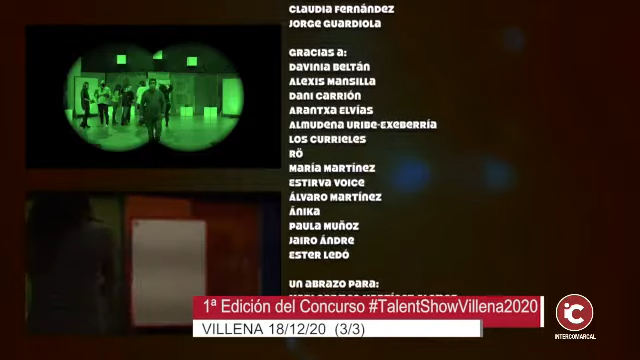 Claudia Fernández
Jorge Guardiola
Gracias a:
Davinia Beltán
Alexis Mansilla
Dani Carrión
Arantxa Elvías
Almudena Uribe-Exeberría
Los Currieles
Rö
María Martínez
Estirva Voice
Álvaro Martínez
Ánika
Paula Muñoz
Jairo Ándre
Ester Ledó
Un abrazo para:
1ª Edición del Concurso #TalentShowVillena2020
VILLENA 18/12/20 (3/3)
iC
INTERCOMARCAL